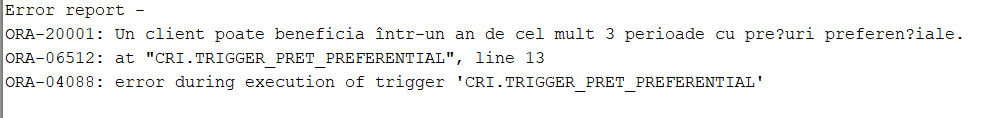 Error report -
ORA-20001: Un client poate beneficia într-un an de cel mult 3 perioade cu pre?uri preferen?iale.
ORA-06512: at "CRI.TRIGGER_PRET_PREFERENTIAL", line 13
ORA-04088: error during execution of trigger 'CRI.TRIGGER_PRET_PREFERENTIAL'